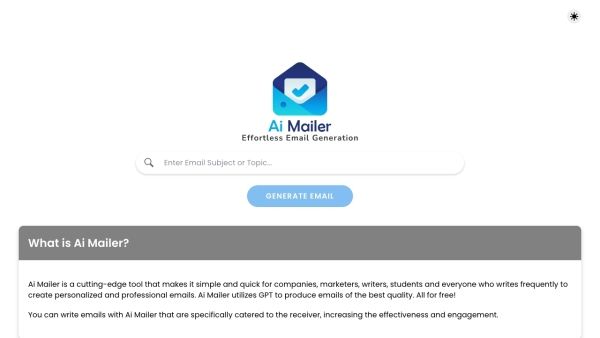 Ai Mailer
Effortless Email Generation
Enter Email Subject or Topic...
GENERATE EMAIL
What is Ai Mailer?
Ai Mailer is a cutting-edge tool that makes it simple and quick for companies, marketers, writers, students and everyone who writes frequently to
create personalized and professional emails. Ai Mailer utilizes GPT to produce emails of the best quality. All for free!
You can write emails with Ai Mailer that are specifically catered to the receiver, increasing the effectiveness and engagement.